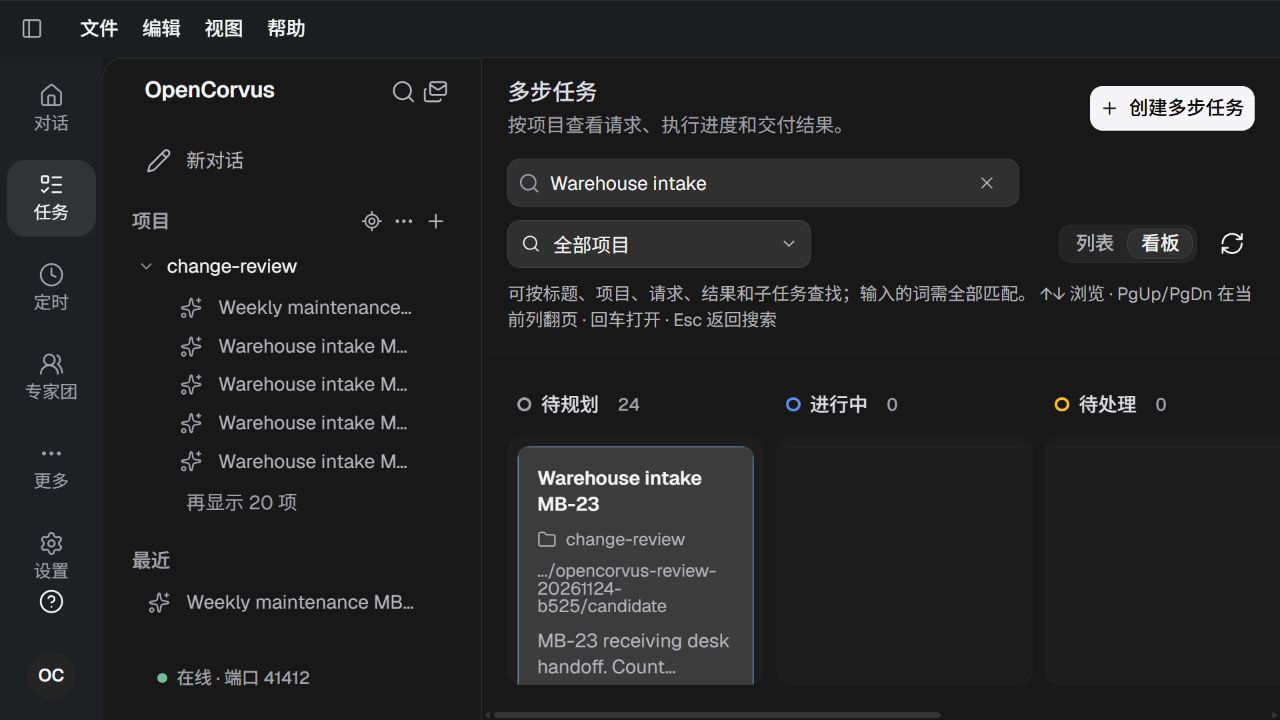 文件 编辑 视图 帮助
对话
任务
定时
专家团
更多
设置
OC
OpenCorvus
新对话
项目
change-review
Weekly maintenance...
Warehouse intake M...
Warehouse intake M...
Warehouse intake M...
Warehouse intake M...
再显示 20 项
最近
Weekly maintenance MB...
在线 · 端口 41412
多步任务
按项目查看请求、执行进度和交付结果。
+ 创建多步任务
Warehouse intake
全部项目
列表 看板
可按标题、项目、请求、结果和子任务查找；输入的词需全部匹配。 ↑↓ 浏览 · PgUp/PgDn 在当
前列翻页 · 回车打开 · Esc 返回搜索
待规划 24
进行中 0
待处理 0
Warehouse intake
MB-23
change-review
.../opencorvus-review-
20261124-
b525/candidate
MB-23 receiving desk
handoff. Count...